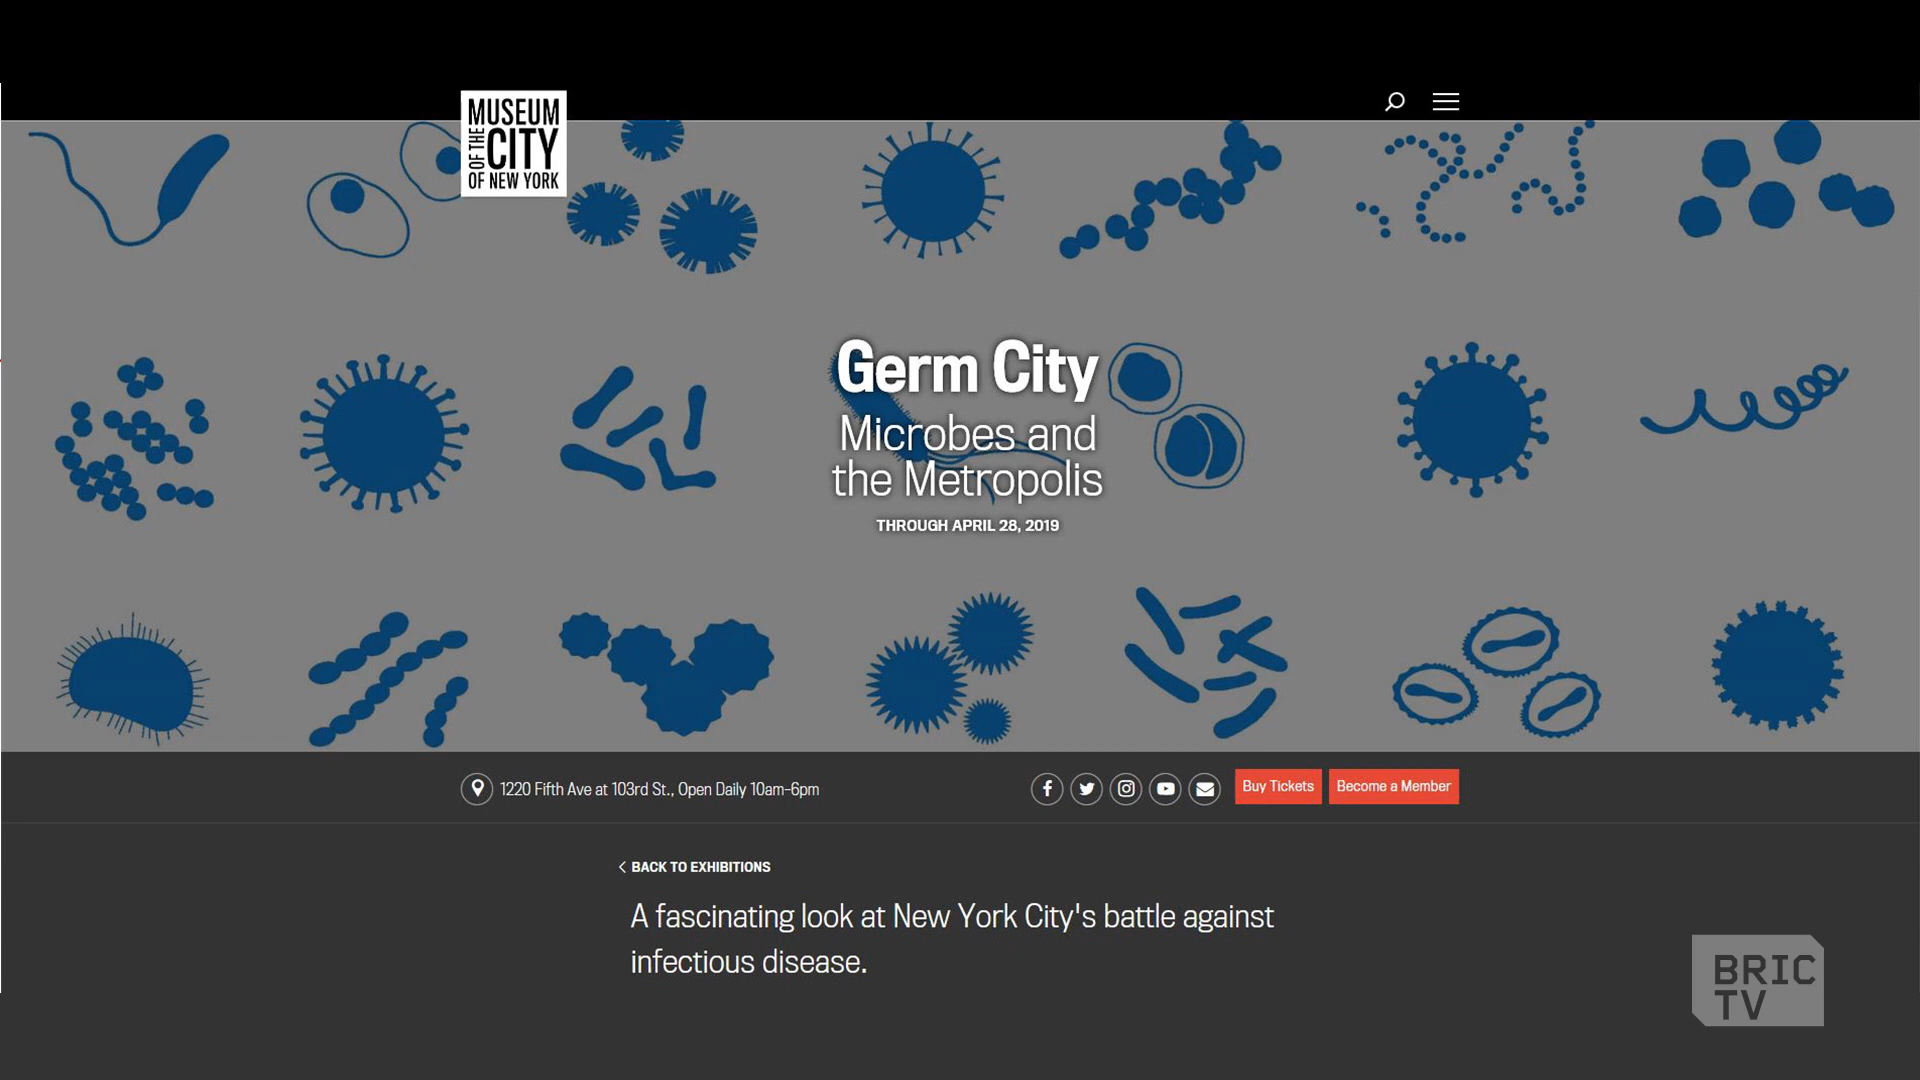 MUSEUM
OF THE CITY
OF NEW YORK
Germ City
Microbes and
the Metropolis
THROUGH APRIL 28, 2019
1220 Fifth Ave at 103rd St., Open Daily 10am-6pm
Buy Tickets
Become a Member
BACK TO EXHIBITIONS
A fascinating look at New York City's battle against
infectious disease.
BRIC
TV